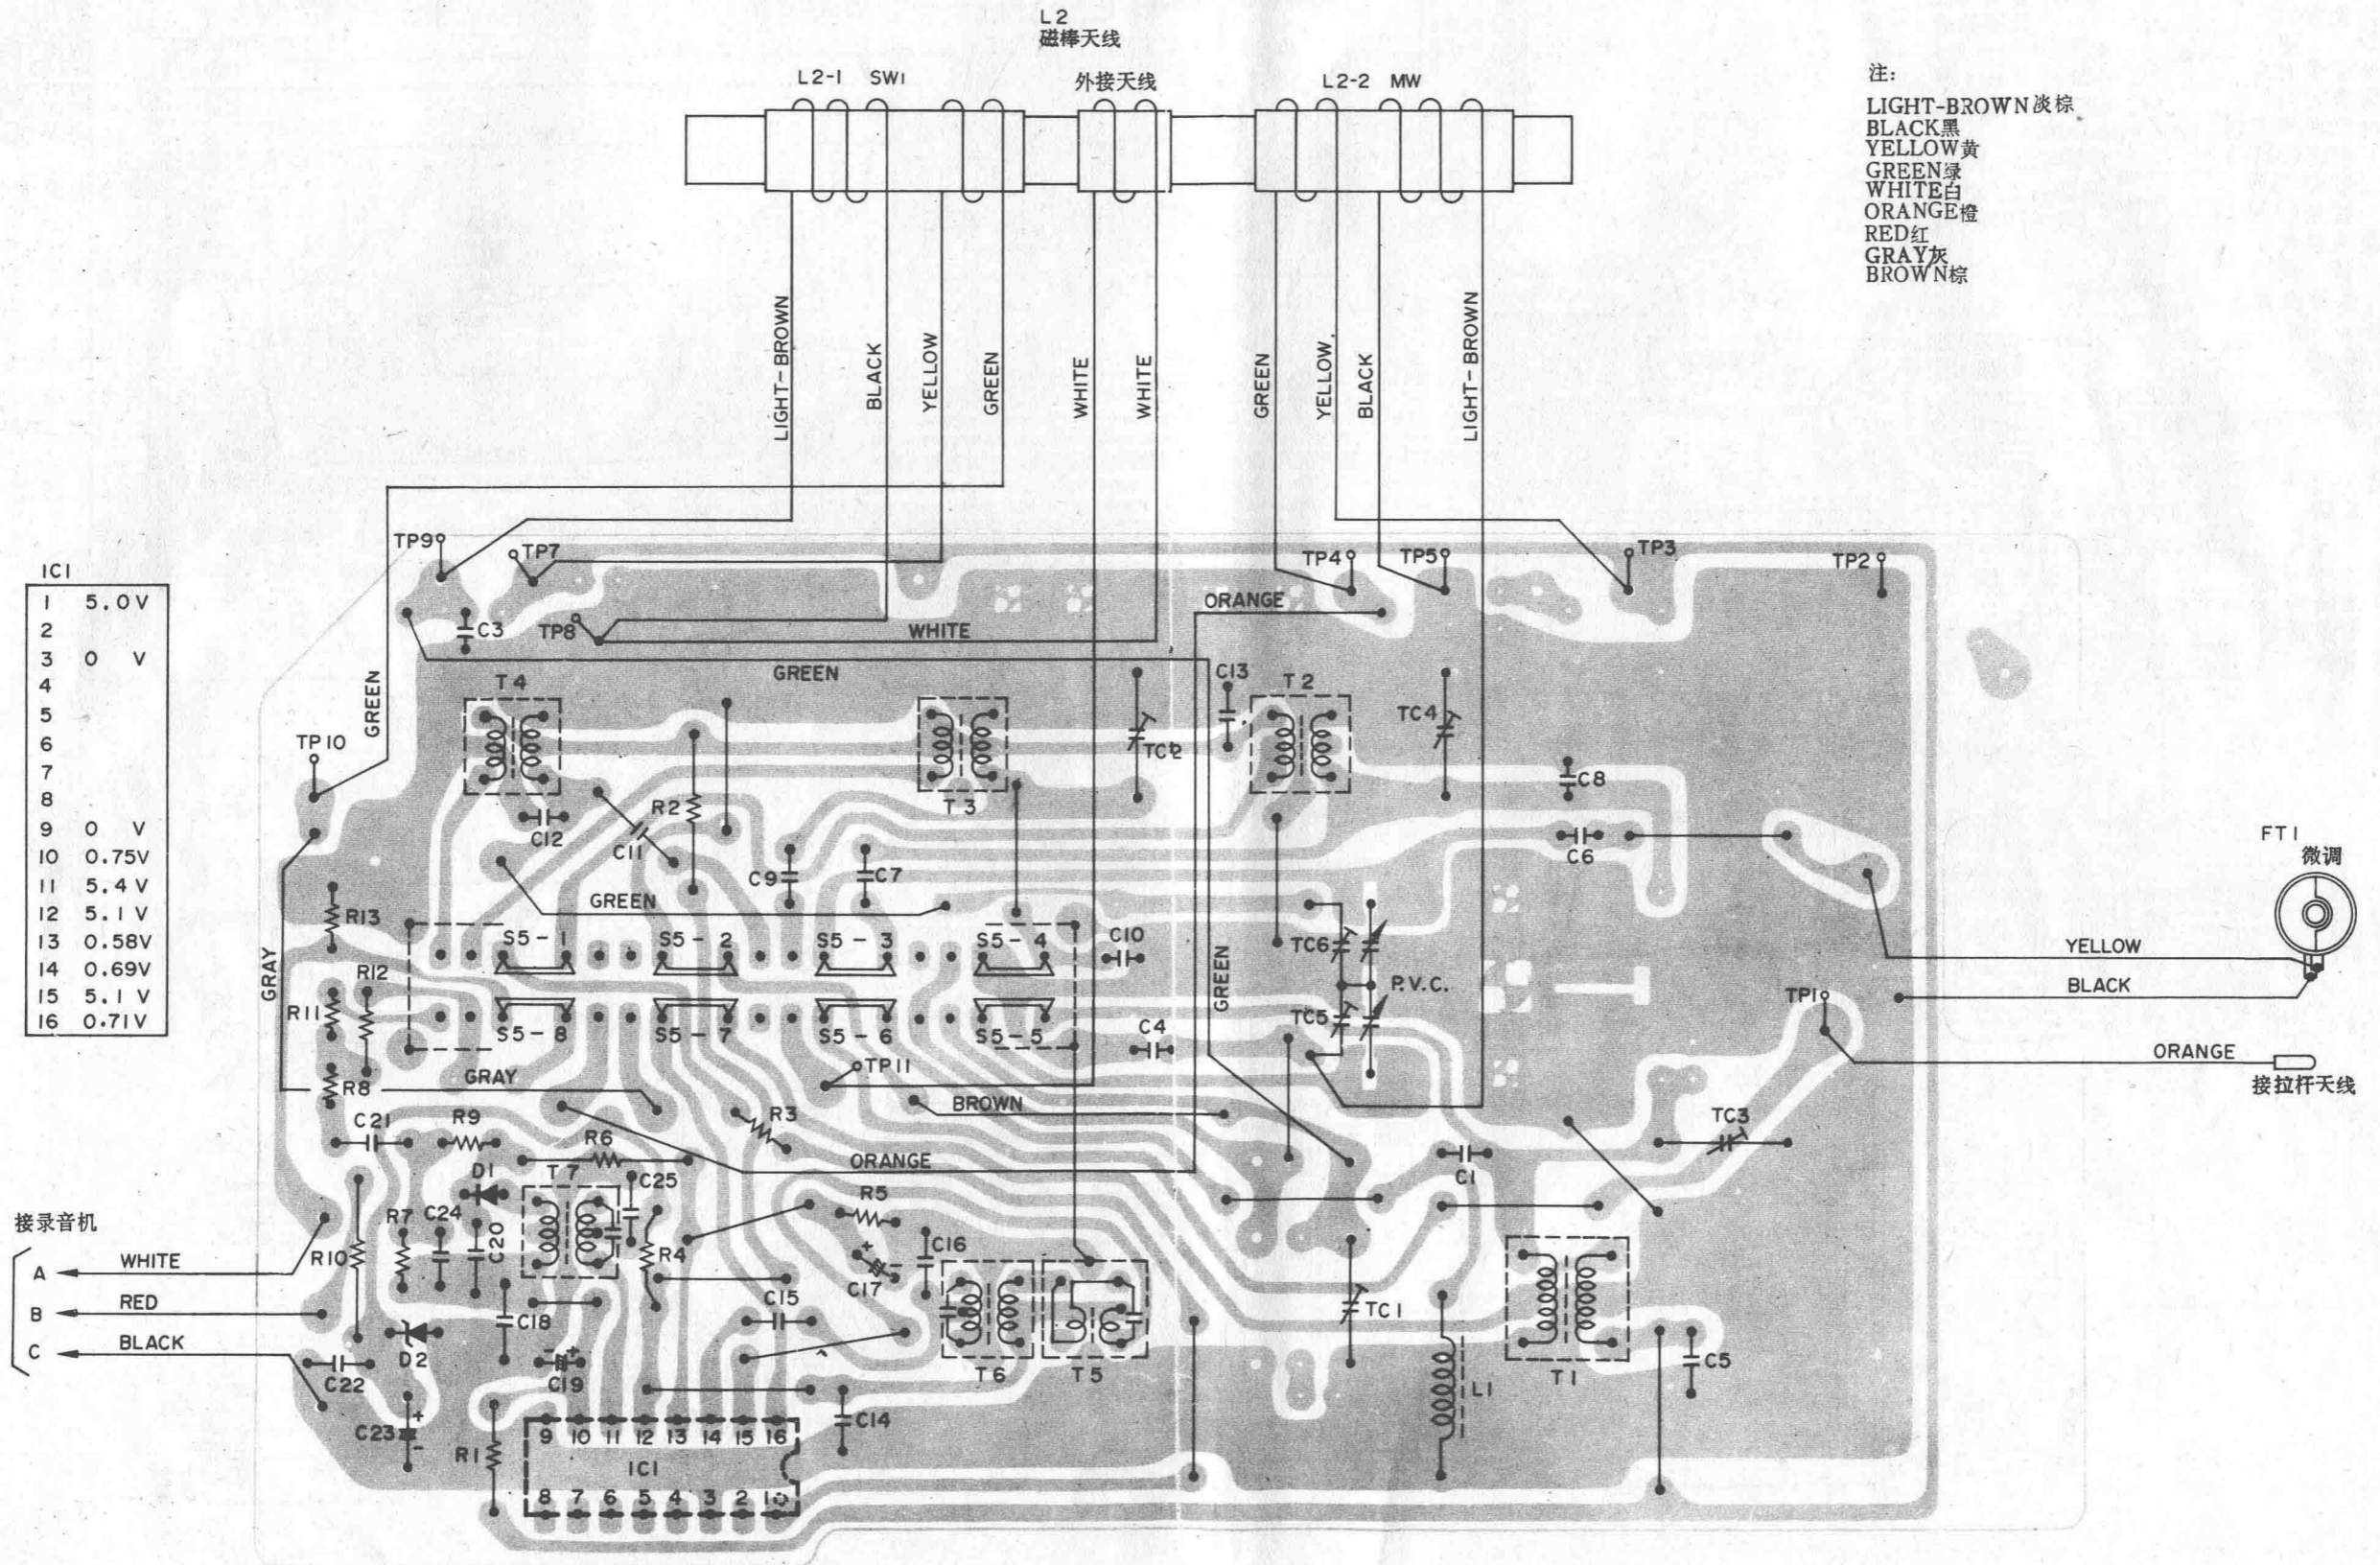 L2
磁棒天线
L2-1 SW1
外接天线
L2-2 MW
注:
LIGHT-BROWN淡棕
BLACK黑
YELLOW黄
GREEN绿
WHITE白
ORANGE橙
RED红
GRAY灰
BROWN棕
LIGHT-BROWN
BLACK
YELLOW
GREEN
WHITE
WHITE
GREEN
YELLOW
BLACK
LIGHT-BROWN
IC1
1 5.0V
2
3 0 V
4
5
6
7
8
9 0 V
10 0.75V
11 5.4V
12 5.1V
13 0.58V
14 0.69V
15 5.1V
16 0.71V
TP9
TP7
TP4
TP5
TP3
TP2
C3
TP8
WHITE
ORANGE
GREEN
GREEN
T4
C13
T2
TP10
TC2
TC4
R2
T3
C8
C12
C11
C9
C7
C6
FT1
微调
GREEN
R13
S5-1
S5-2
S5-3
S5-4
C10
TC6
YELLOW
GRAY
R12
GREEN
P.V.C.
BLACK
R11
TP1
S5-8
S5-7
S5-6
S5-5
C4
TC5
TP11
ORANGE
R8
GRAY
接拉杆天线
BROWN
C21
R9
R6
R3
TC3
ORANGE
D1
T7
C25
C1
R5
接录音机
R7
C24
C20
R10
R4
C16
A
WHITE
C17
B
RED
C15
TC1
C18
C
BLACK
D2
C22
C19
T6
T5
L1
T1
C5
C23
+
-
C14
R1
9 10 11 12 13 14 15 16
IC1
8 7 6 5 4 3 2 1